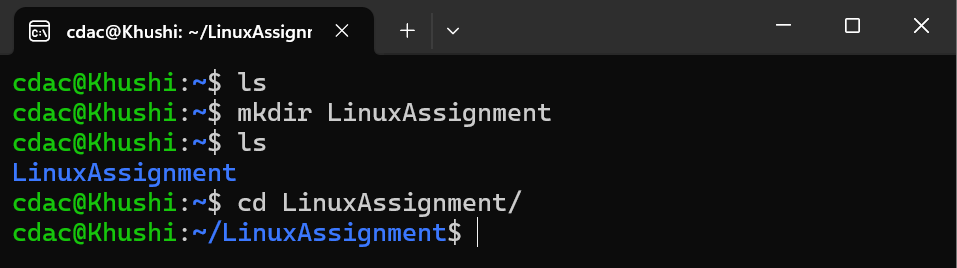 cdac@Khushi: ~/LinuxAssignr
cdac@Khushi:~$ ls
cdac@Khushi:~$ mkdir LinuxAssignment
cdac@Khushi:~$ ls
LinuxAssignment
cdac@Khushi:~$ cd LinuxAssignment/
cdac@Khushi:~/LinuxAssignment$